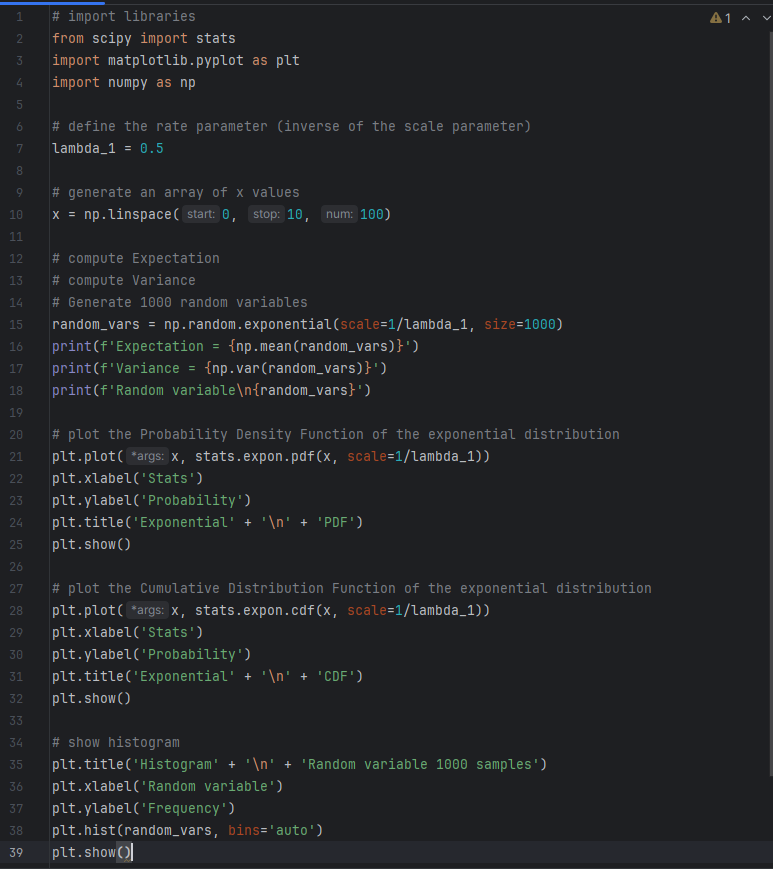 1 # import libraries
2 from scipy import stats
3 import matplotlib.pyplot as plt
4 import numpy as np
5
6 # define the rate parameter (inverse of the scale parameter)
7 lambda_1 = 0.5
8
9 # generate an array of x values
10 x = np.linspace( start: 0, stop: 10, num: 100)
11
12 # compute Expectation
13 # compute Variance
14 # Generate 1000 random variables
15 random_vars = np.random.exponential(scale=1/lambda_1, size=1000)
16 print(f'Expectation = {np.mean(random_vars)}')
17 print(f'Variance = {np.var(random_vars)}')
18 print(f'Random variable\n{random_vars}')
19
20 # plot the Probability Density Function of the exponential distribution
21 plt.plot( *args: x, stats.expon.pdf(x, scale=1/lambda_1))
22 plt.xlabel('Stats')
23 plt.ylabel('Probability')
24 plt.title('Exponential' + '\n' + 'PDF')
25 plt.show()
26
27 # plot the Cumulative Distribution Function of the exponential distribution
28 plt.plot( *args: x, stats.expon.cdf(x, scale=1/lambda_1))
29 plt.xlabel('Stats')
30 plt.ylabel('Probability')
31 plt.title('Exponential' + '\n' + 'CDF')
32 plt.show()
33
34 # show histogram
35 plt.title('Histogram' + '\n' + 'Random variable 1000 samples')
36 plt.xlabel('Random variable')
37 plt.ylabel('Frequency')
38 plt.hist(random_vars, bins='auto')
39 plt.show()
1